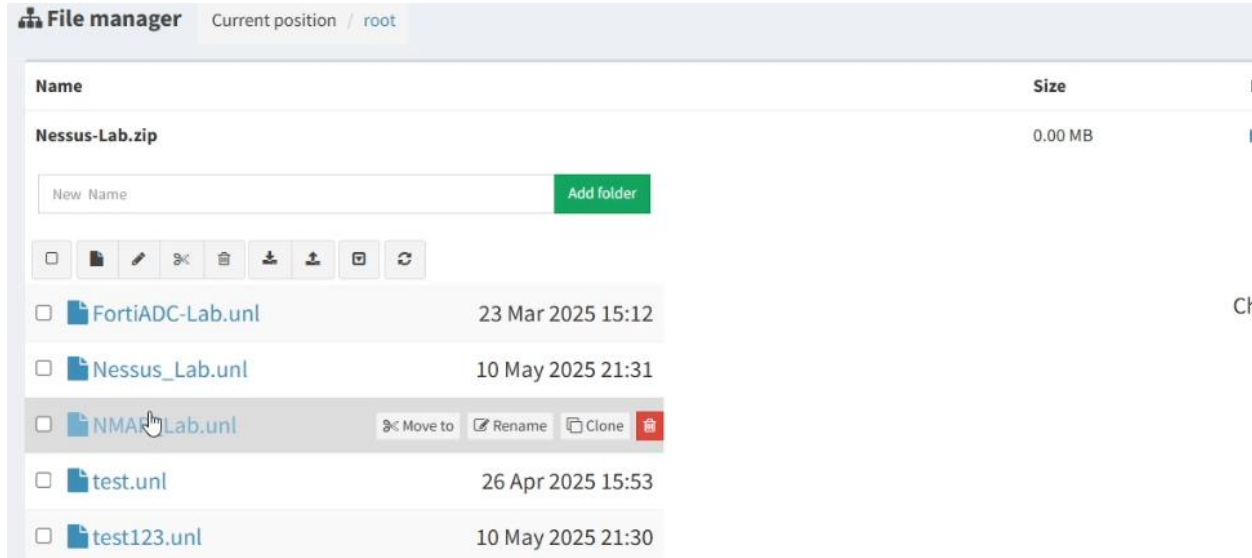 File manager Current position / root
Name Size
Nessus-Lab.zip 0.00 MB
New Name Add folder
FortiADC-Lab.unl 23 Mar 2025 15:12
Nessus_Lab.unl 10 May 2025 21:31
Lab.unl Move to Rename Clone
test.unl 26 Apr 2025 15:53
test123.unl 10 May 2025 21:30